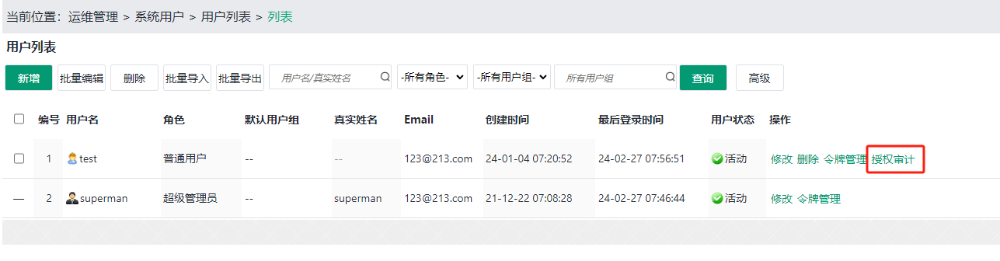 当前位置：运维管理 > 系统用户 > 用户列表 > 列表
用户列表
新增 批量编辑 删除 批量导入 批量导出 用户名/真实姓名 -所有角色- -所有用户组- 所有用户组 查询 高级
编号 用户名 角色 默认用户组 真实姓名 Email 创建时间 最后登录时间 用户状态 操作
1 test 普通用户 -- -- 123@213.com 24-01-04 07:20:52 24-02-27 07:56:51 活动 修改 删除 令牌管理 授权审计
— 2 superman 超级管理员 -- superman 123@213.com 21-12-22 07:08:28 24-02-27 07:46:44 活动 修改 令牌管理